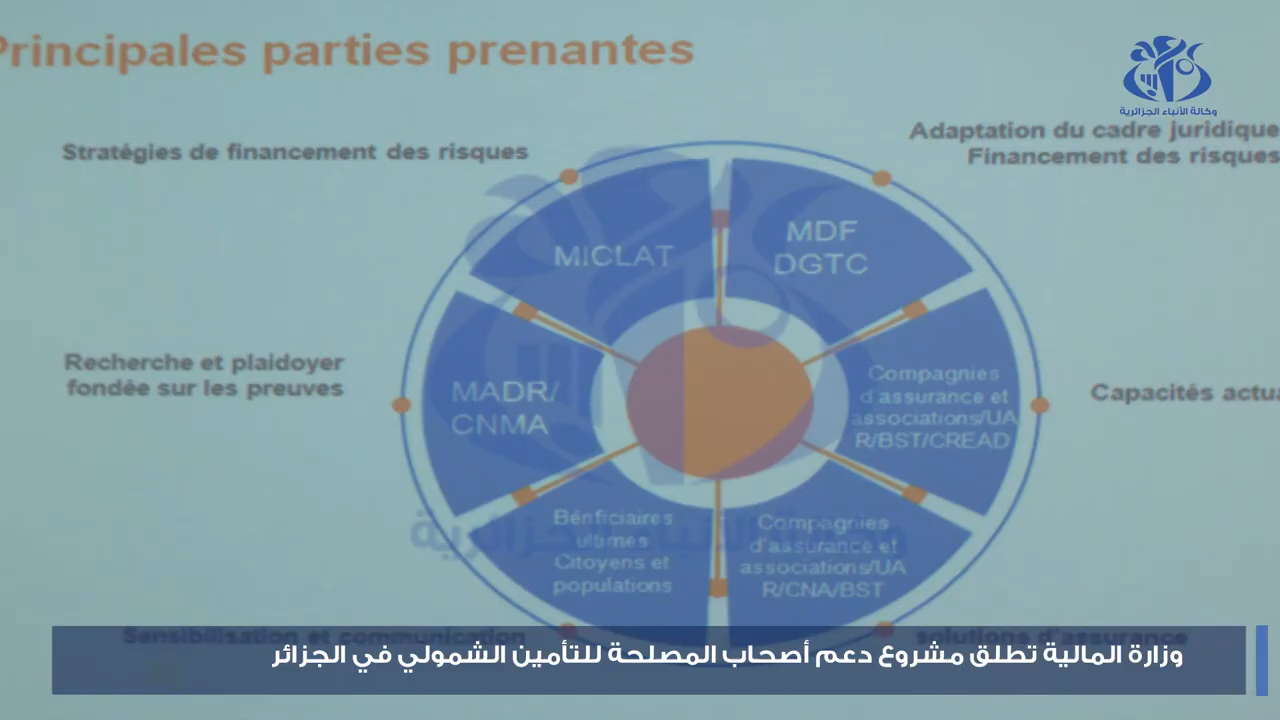 Principales parties prenantes
وكالة الأنباء الجزائرية
Stratégies de financement des risques
Adaptation du cadre juridique
Financement des risques
MICLAT
MDF
DGTC
Recherche et plaidoyer
fondée sur les preuves
MADR/
CNMA
Compagnies
d'assurance et
associations/UA
R/BST/CREAD
Capacités
Bénficiaires
ultimes
Citoyens et
populations
Compagnies
d'assurance et
associations/UA
R/CNA/BST
وكالة الأنباء الجزائرية
Sensibilisation et communication
solutions d'assurance
وزارة المالية تطلق مشروع دعم أصحاب المصلحة للتأمين الشمولي في الجزائر